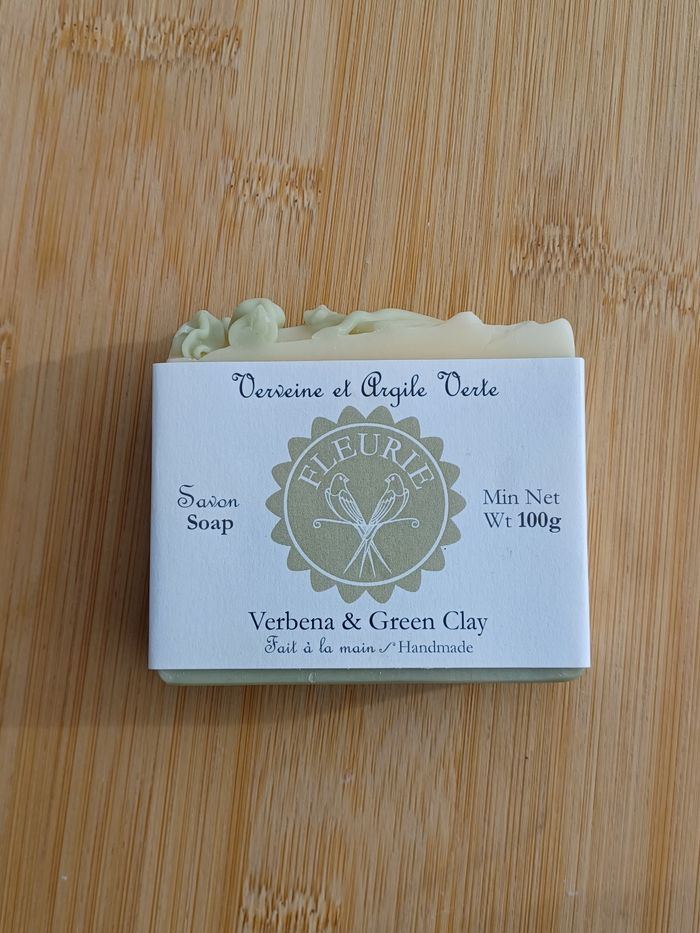 Verveine et Argile Verte
FLEURIE
Savon
Soap
Min Net
Wt 100g
Verbena & Green Clay
Fait à la main / Handmade